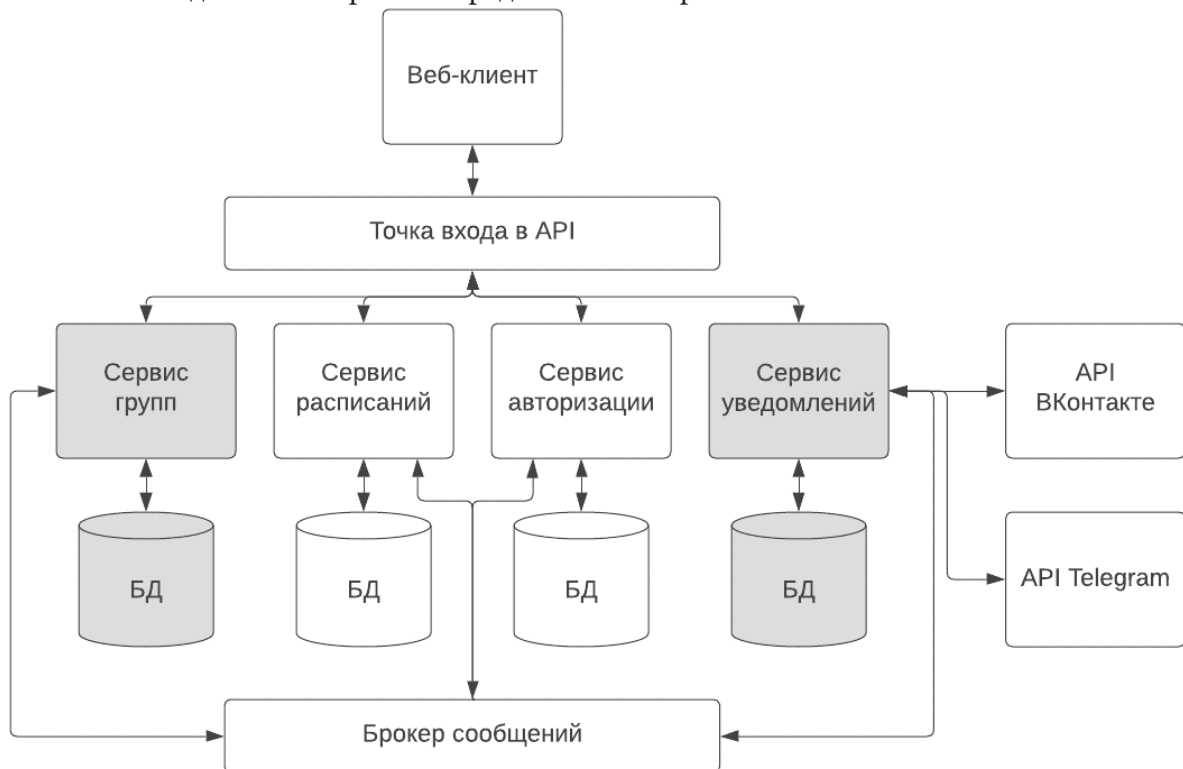 Веб-клиент
Точка входа в API
Сервис
групп
Сервис
расписаний
Сервис
авторизации
Сервис
уведомлений
API
ВКонтакте
БД
БД
БД
БД
API Telegram
Брокер сообщений